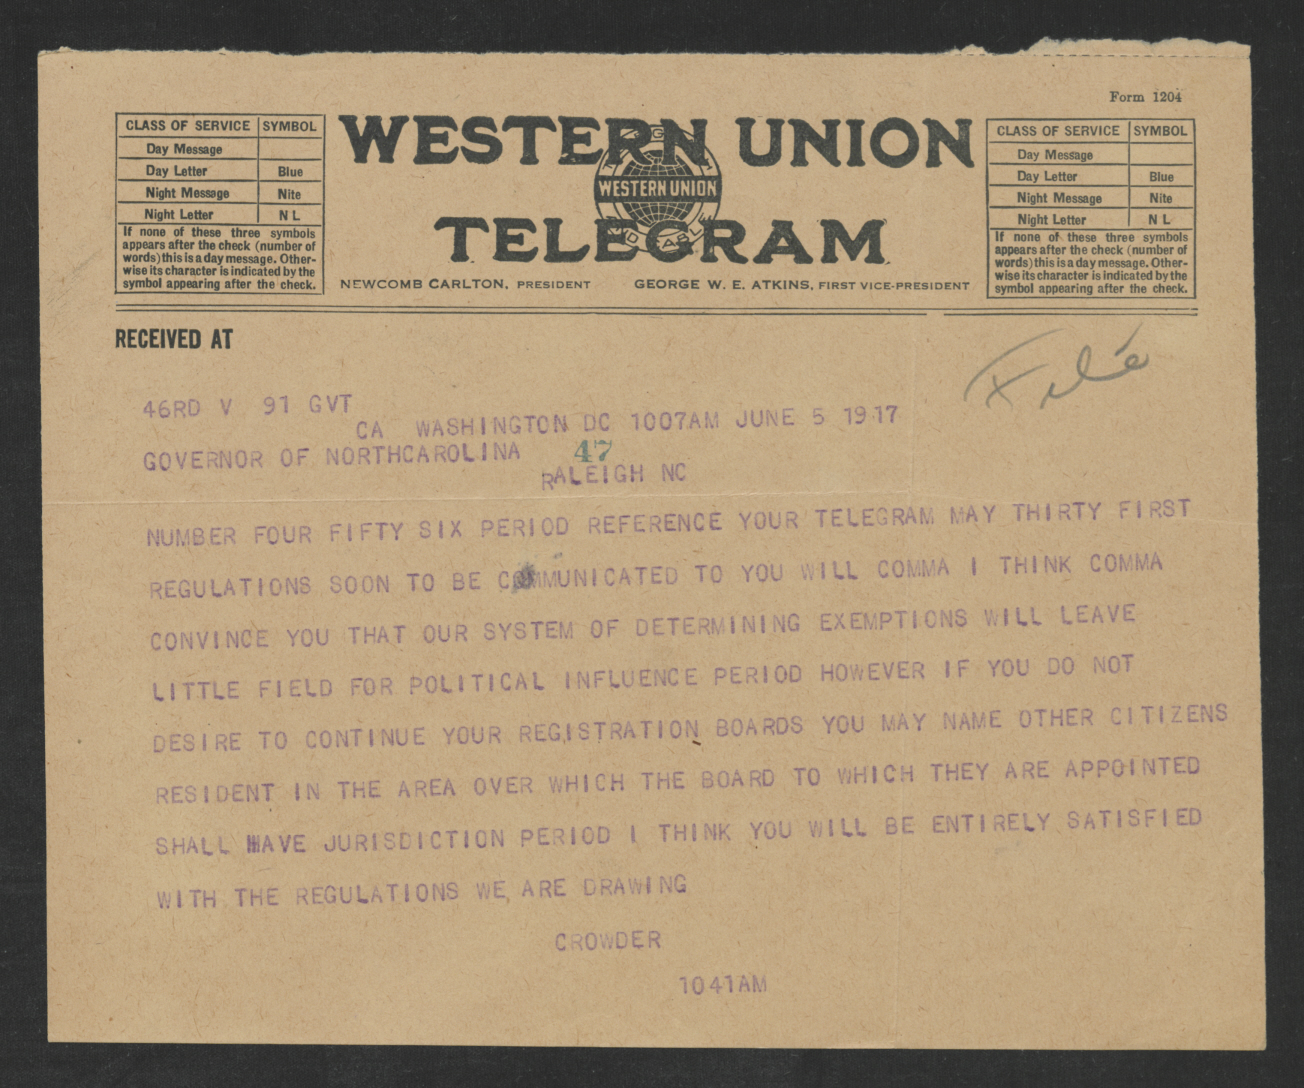 Form 1204
CLASS OF SERVICE SYMBOL
Day Message
Day Letter Blue
Night Message Nite
Night Letter N L
If none of these three symbols
appears after the check (number of
words) this is a day message. Other-
wise its character is indicated by the
symbol appearing after the check.
WESTERN UNION
WESTERN UNION
TELEGRAM
NEWCOMB CARLTON, PRESIDENT GEORGE W. E. ATKINS, FIRST VICE-PRESIDENT
CLASS OF SERVICE SYMBOL
Day Message
Day Letter Blue
Night Message Nite
Night Letter N L
If none of these three symbols
appears after the check (number of
words) this is a day message. Other-
wise its character is indicated by the
symbol appearing after the check.
RECEIVED AT
File
46RD V 91 GVT
CA WASHINGTON DC 1007AM JUNE 5 1917
GOVERNOR OF NORTHCAROLINA 47
RALEIGH NC
NUMBER FOUR FIFTY SIX PERIOD REFERENCE YOUR TELEGRAM MAY THIRTY FIRST
REGULATIONS SOON TO BE COMMUNICATED TO YOU WILL COMMA I THINK COMMA
CONVINCE YOU THAT OUR SYSTEM OF DETERMINING EXEMPTIONS WILL LEAVE
LITTLE FIELD FOR POLITICAL INFLUENCE PERIOD HOWEVER IF YOU DO NOT
DESIRE TO CONTINUE YOUR REGISTRATION BOARDS YOU MAY NAME OTHER CITIZENS
RESIDENT IN THE AREA OVER WHICH THE BOARD TO WHICH THEY ARE APPOINTED
SHALL HAVE JURISDICTION PERIOD I THINK YOU WILL BE ENTIRELY SATISFIED
WITH THE REGULATIONS WE ARE DRAWING
CROWDER
1041AM